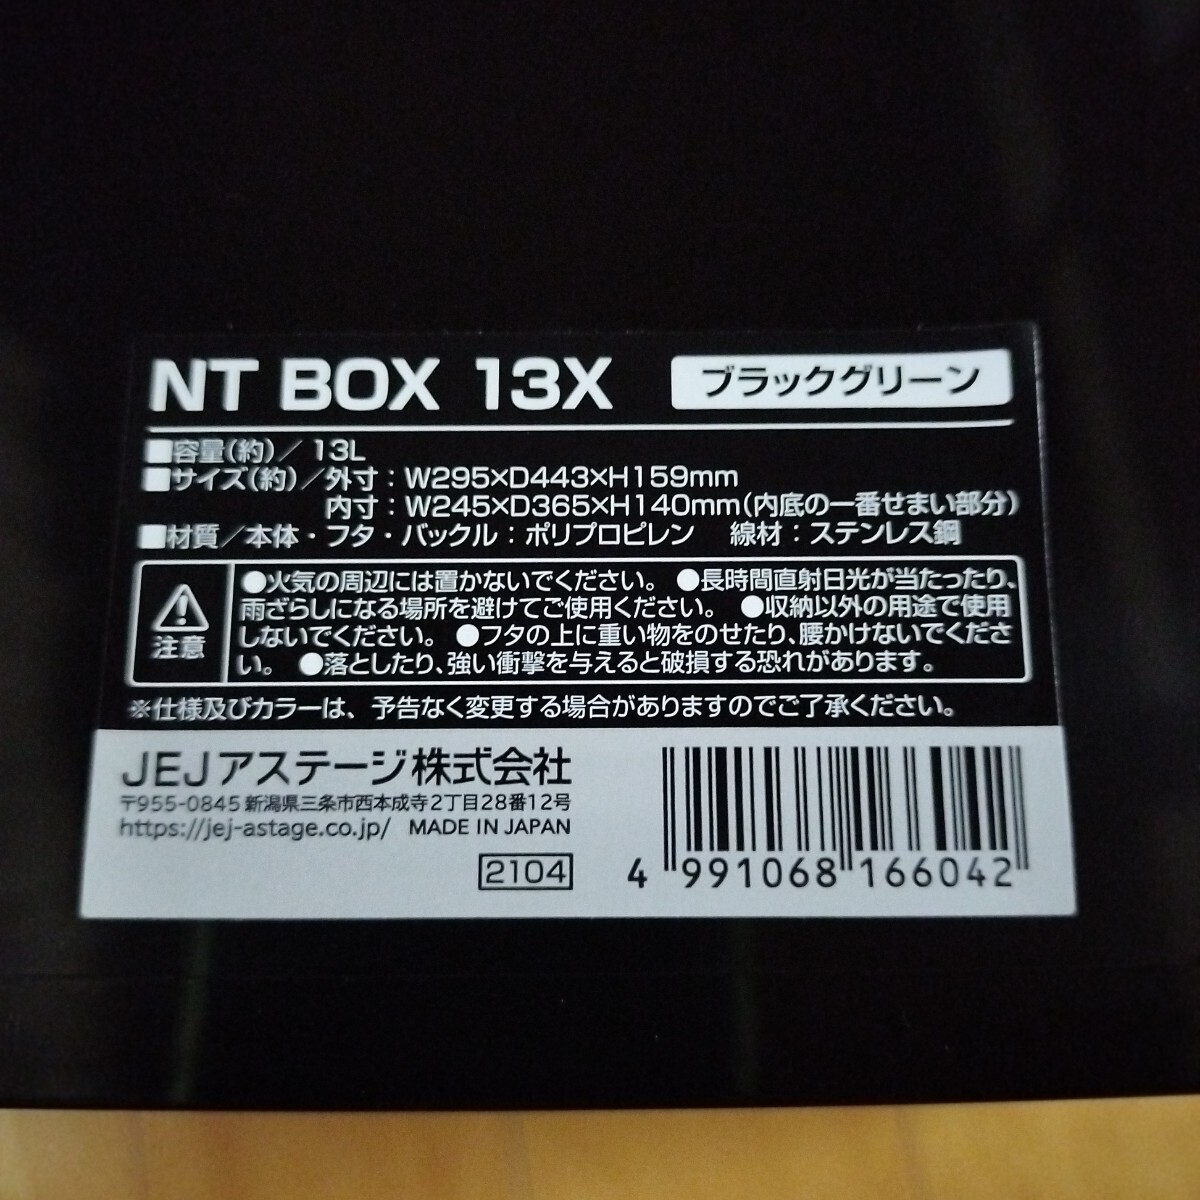 NT BOX 13X ブラックグリーン
■容量(約)／13L
■サイズ(約)／外寸：W295×D443×H159mm
内寸：W245×D365×H140mm(内底の一番せまい部分)
■材質／本体・フタ・バックル：ポリプロピレン 線材：ステンレス鋼
注意
●火気の周辺には置かないでください。●長時間直射日光が当たったり、
雨ざらしになる場所を避けてご使用ください。●収納以外の用途で使用
しないでください。●フタの上に重い物をのせたり、腰かけないでくださ
い。●落としたり、強い衝撃を与えると破損する恐れがあります。
※仕様及びカラーは、予告なく変更する場合がありますのでご了承ください。
JEJアステージ株式会社
〒955-0845 新潟県三条市西本成寺2丁目28番12号
https://jej-astage.co.jp/ MADE IN JAPAN
2104
4 991068 166042